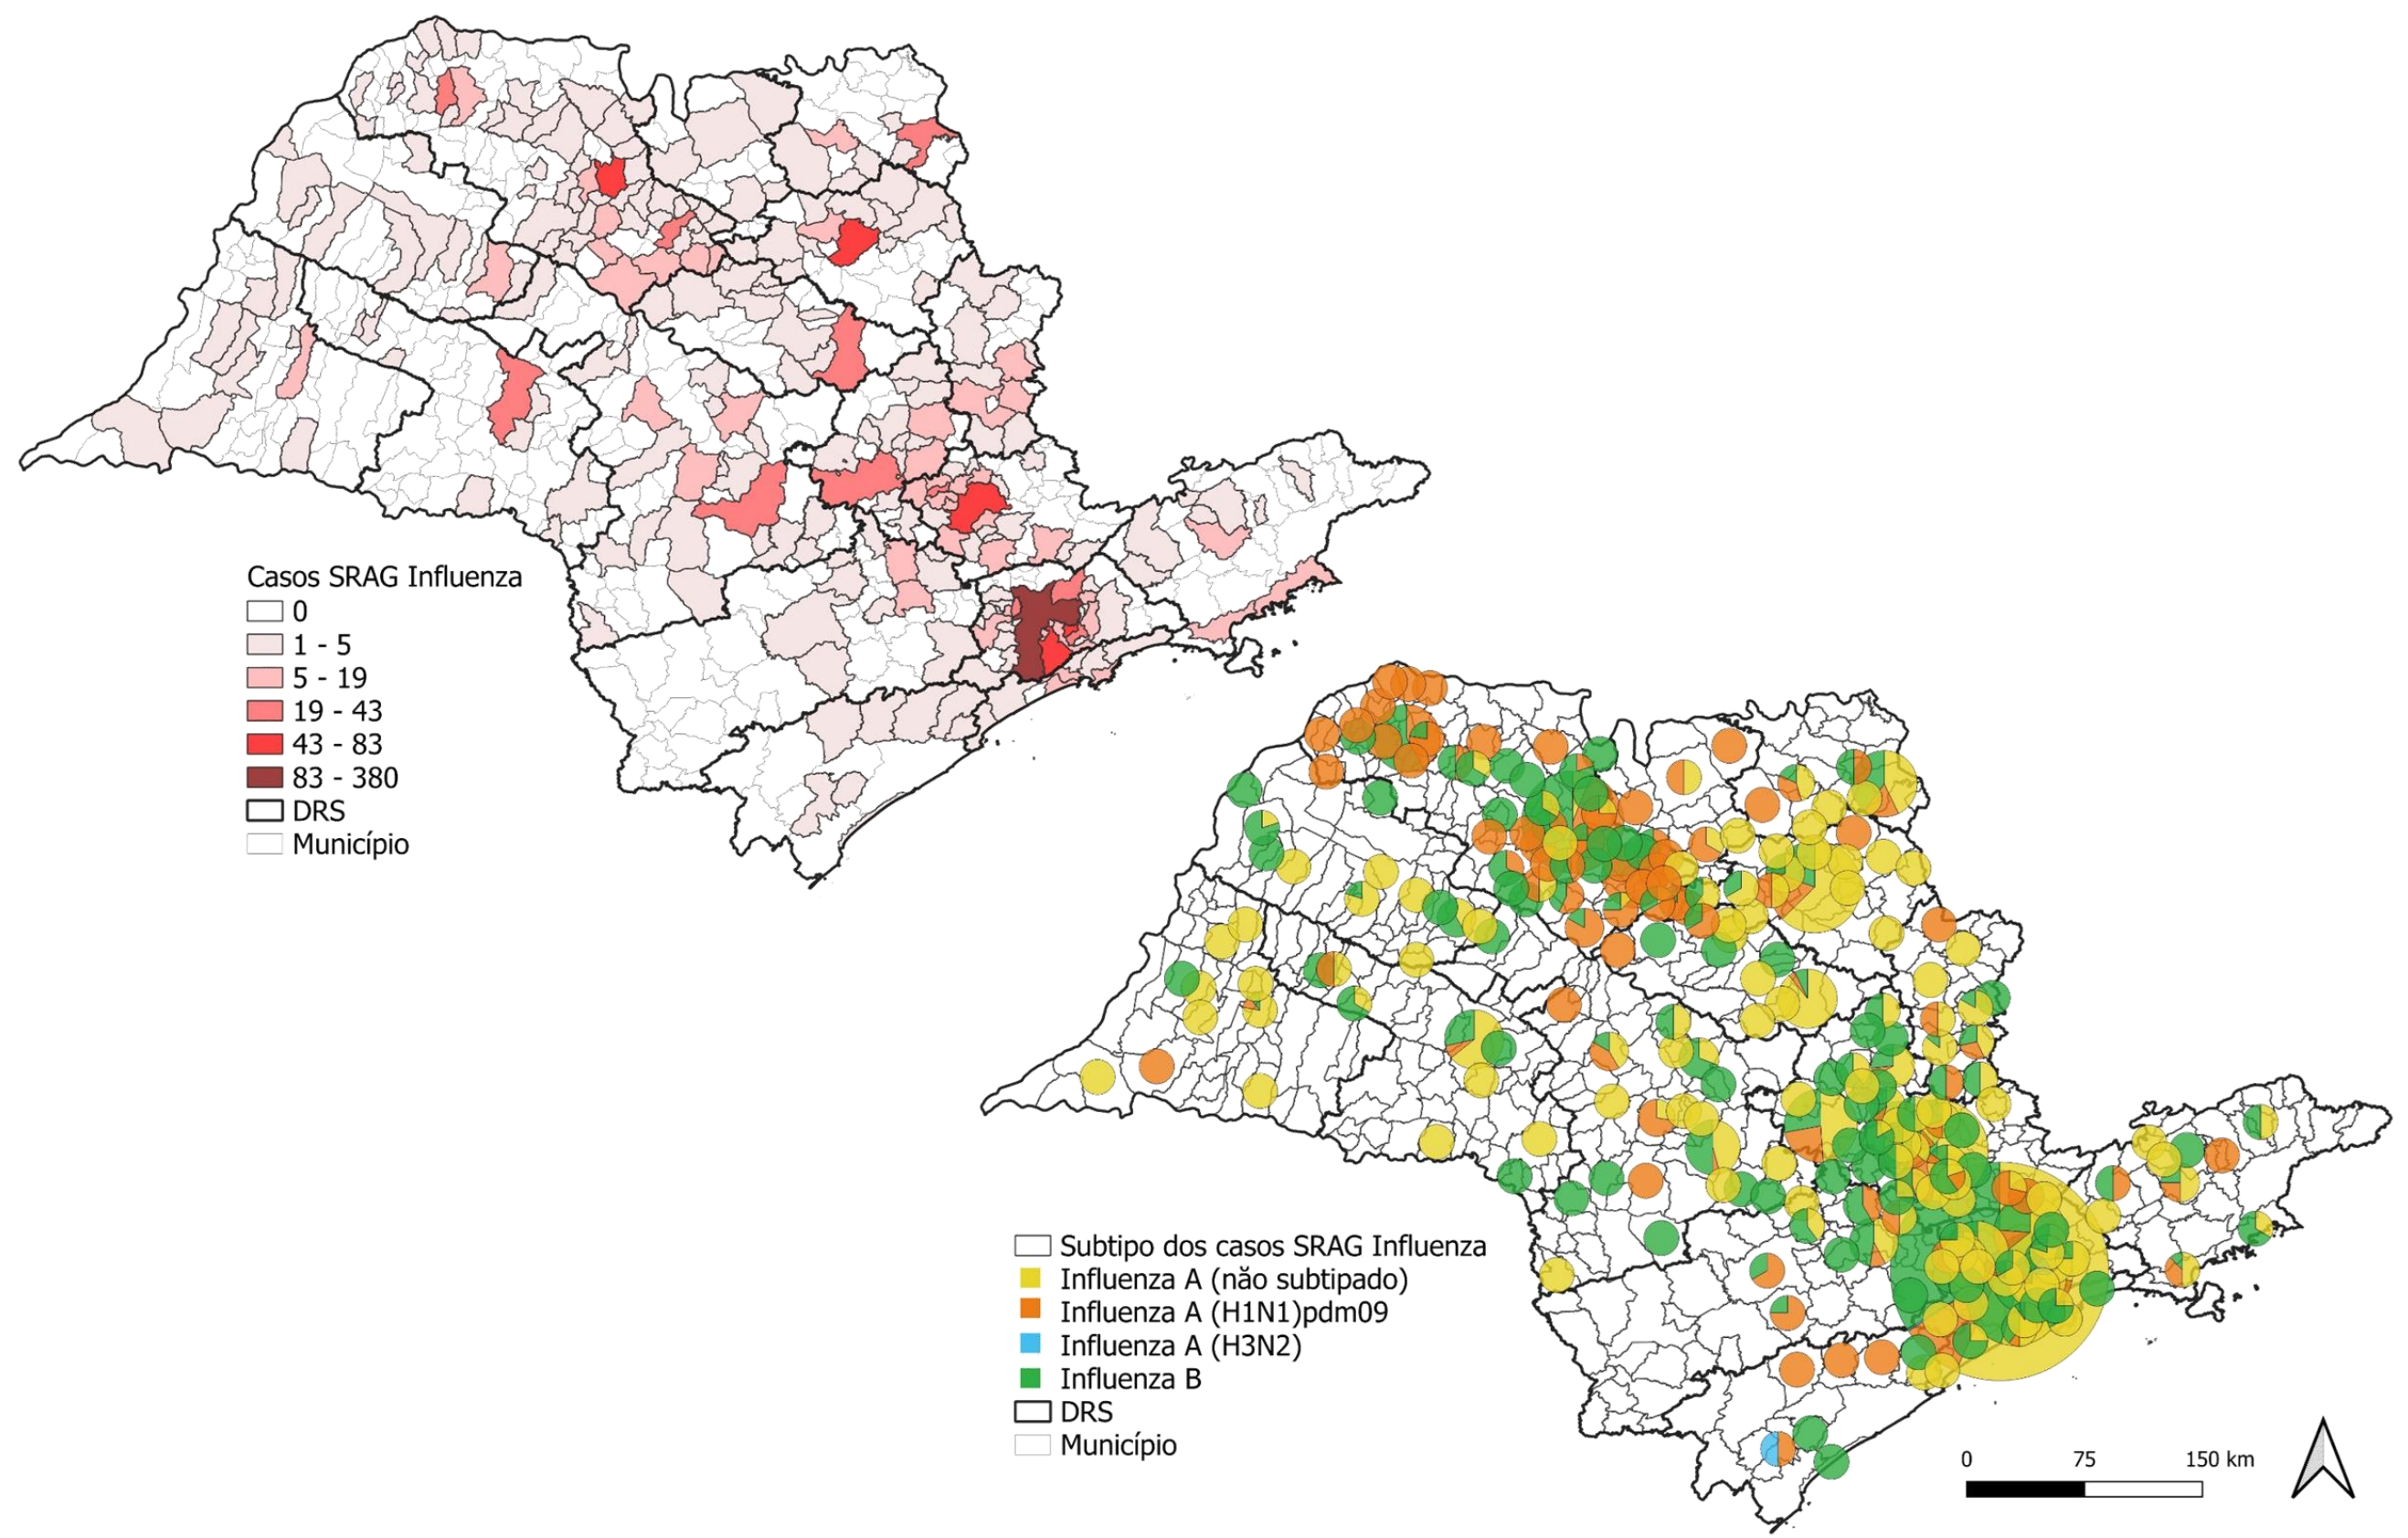 Casos SRAG Influenza
0
1 - 5
5 - 19
19 - 43
43 - 83
83 - 380
DRS
Município
Subtipo dos casos SRAG Influenza
Influenza A (năo subtipado)
Influenza A (H1N1)pdm09
Influenza A (H3N2)
Influenza B
DRS
Município
0 75 150 km